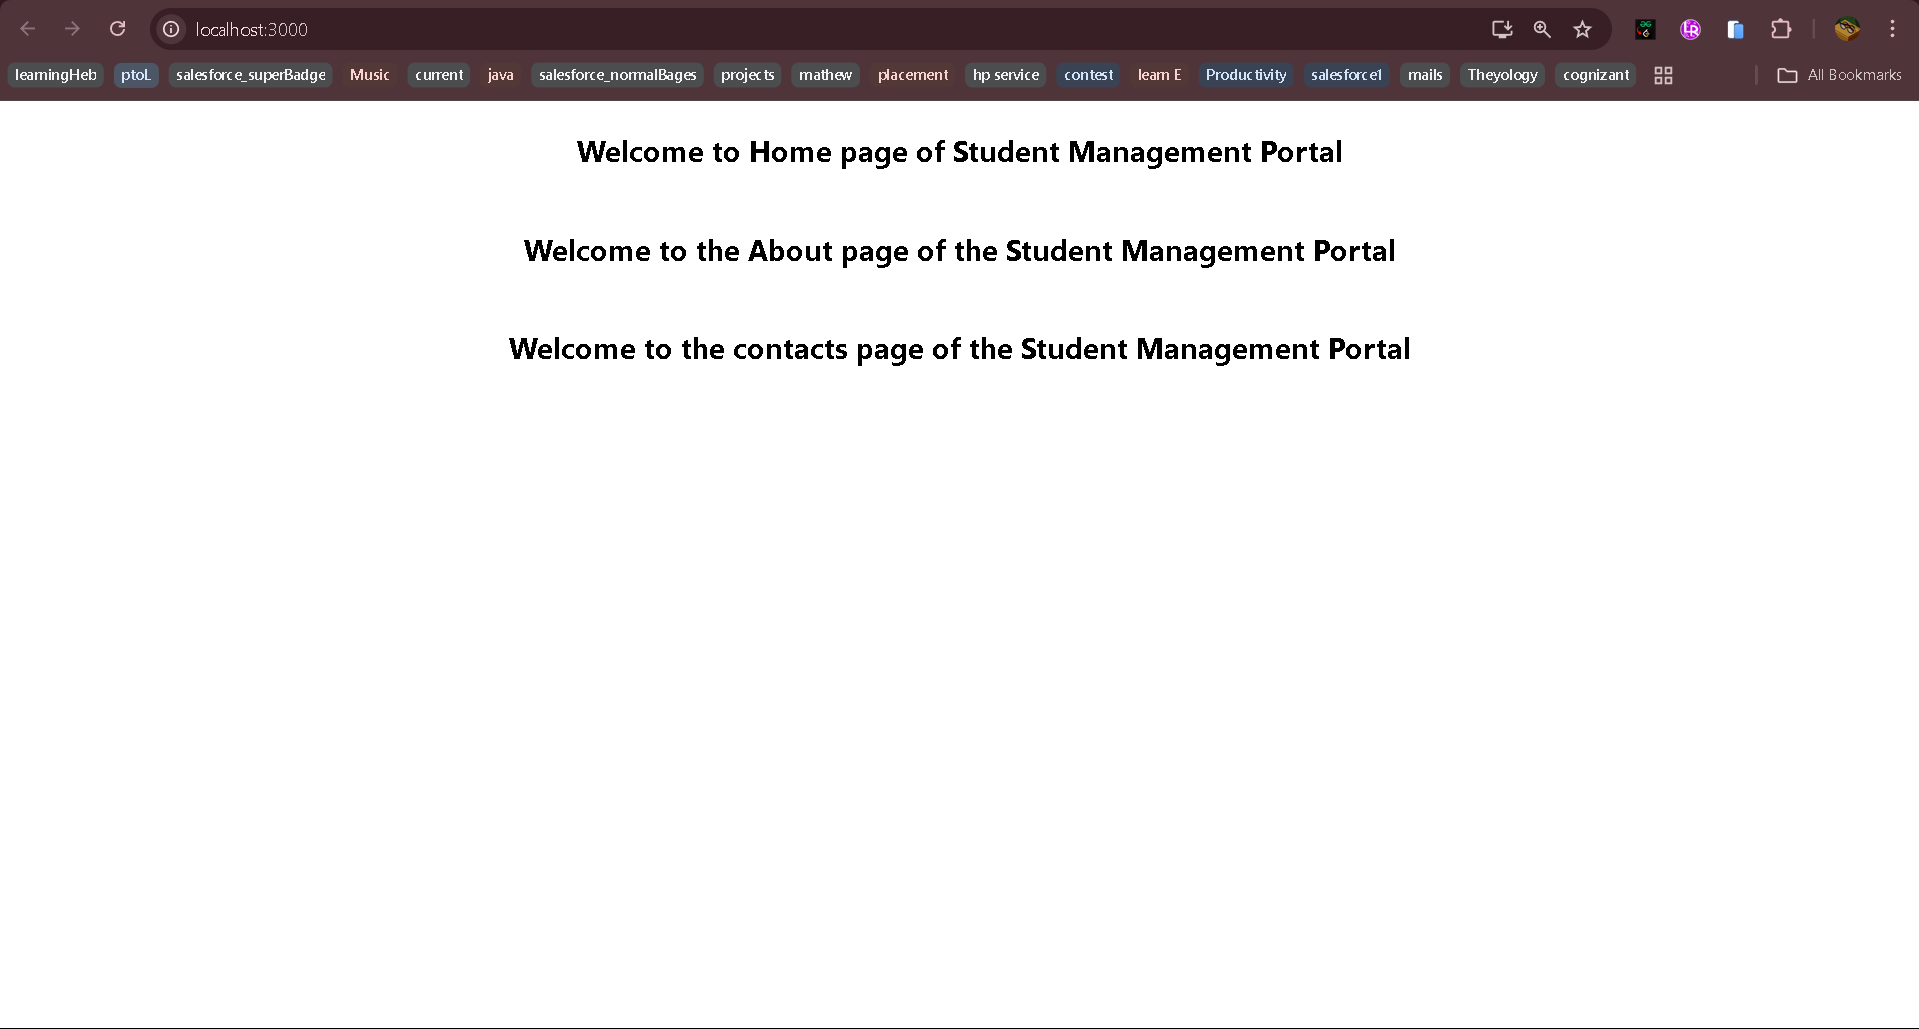 localhost:3000
learningHeb ptoL salesforce_superBadge Music current java salesforce_normalBages projects mathew placement hp service contest learn E Productivity salesforce1 mails Theyology cognizant All Bookmarks
Welcome to Home page of Student Management Portal
Welcome to the About page of the Student Management Portal
Welcome to the contacts page of the Student Management Portal